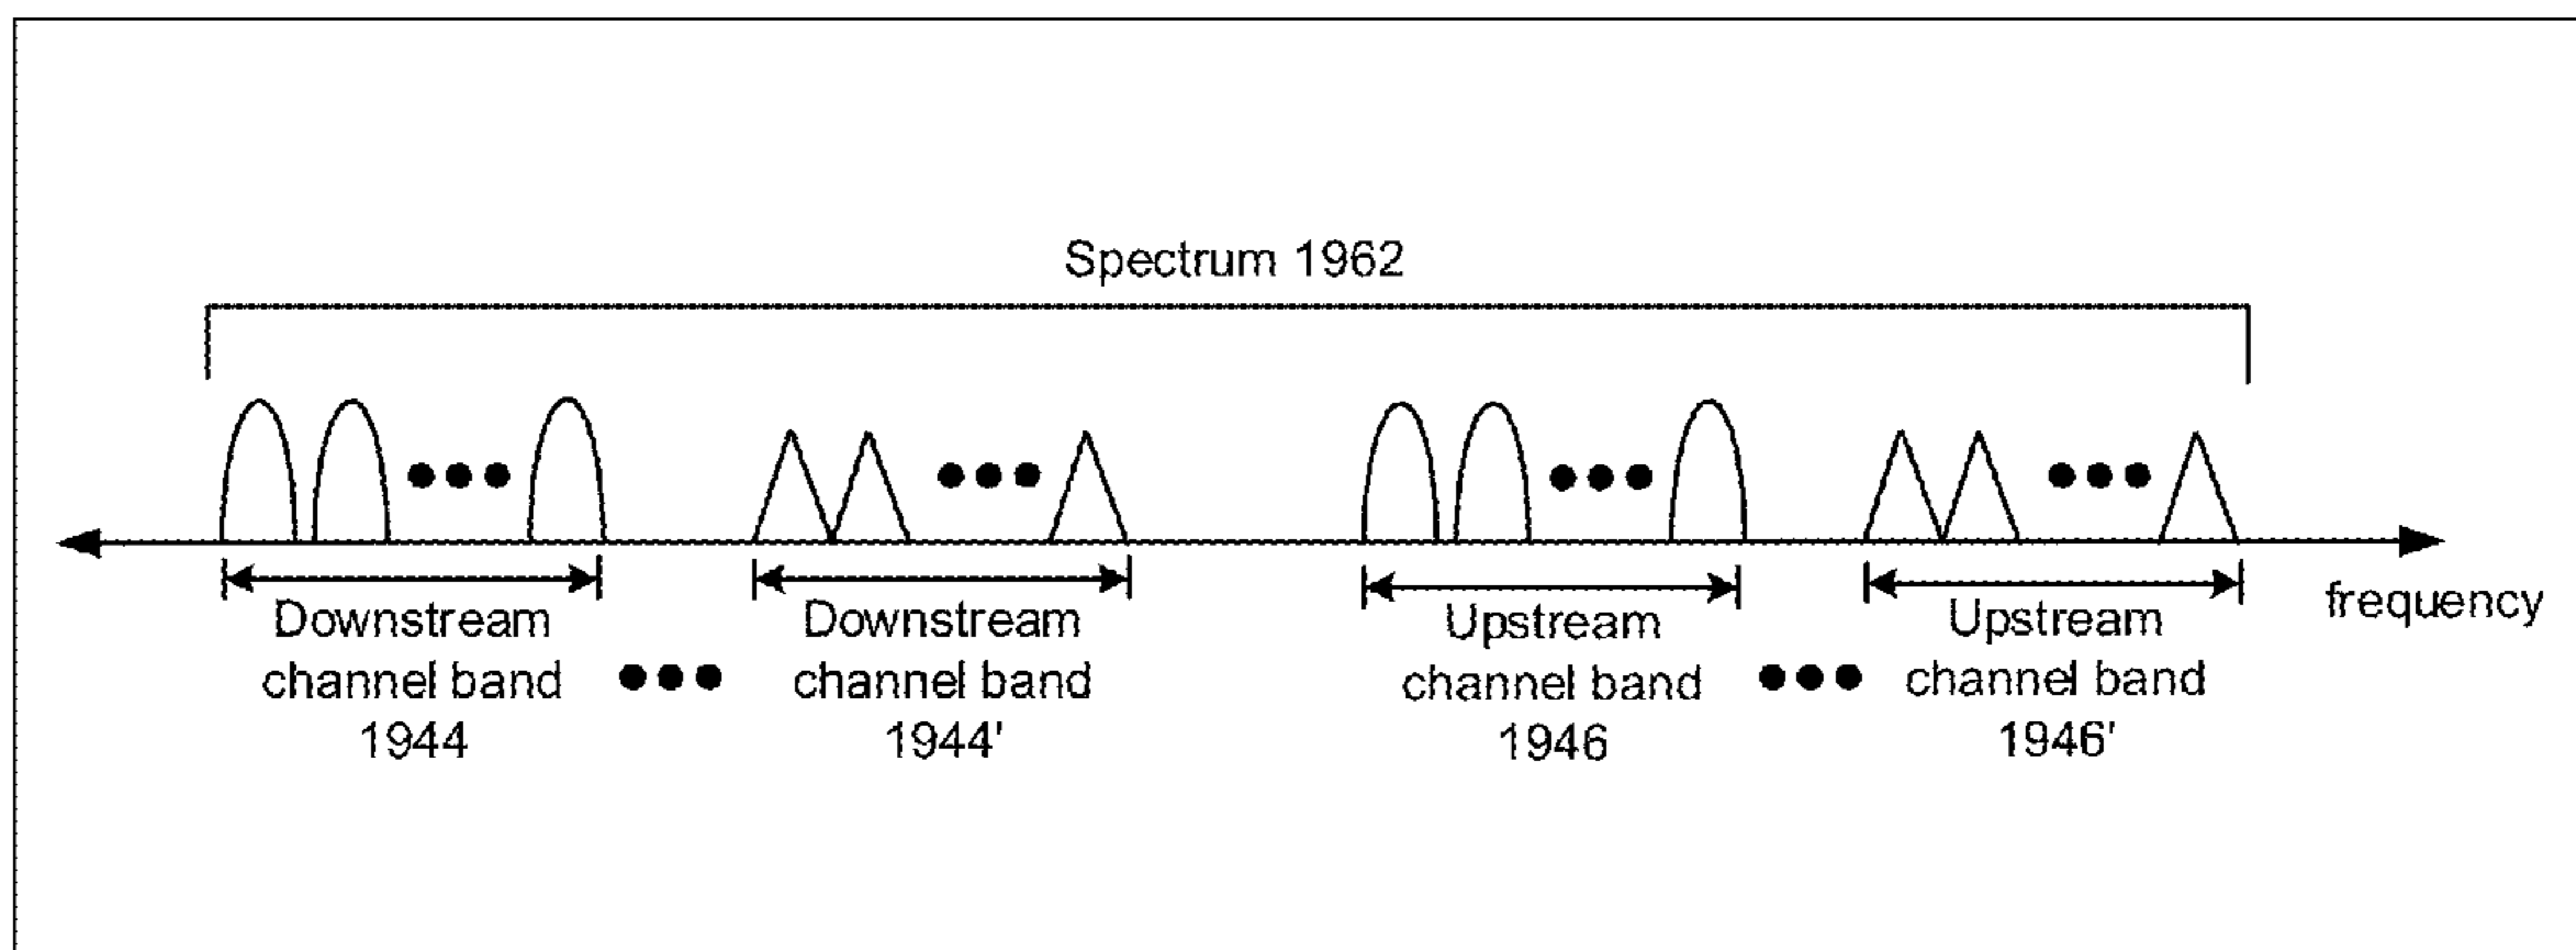 Spectrum 1962
Downstream
channel band
1944
Downstream
channel band
1944'
Upstream
channel band
1946
Upstream
channel band
1946'
frequency